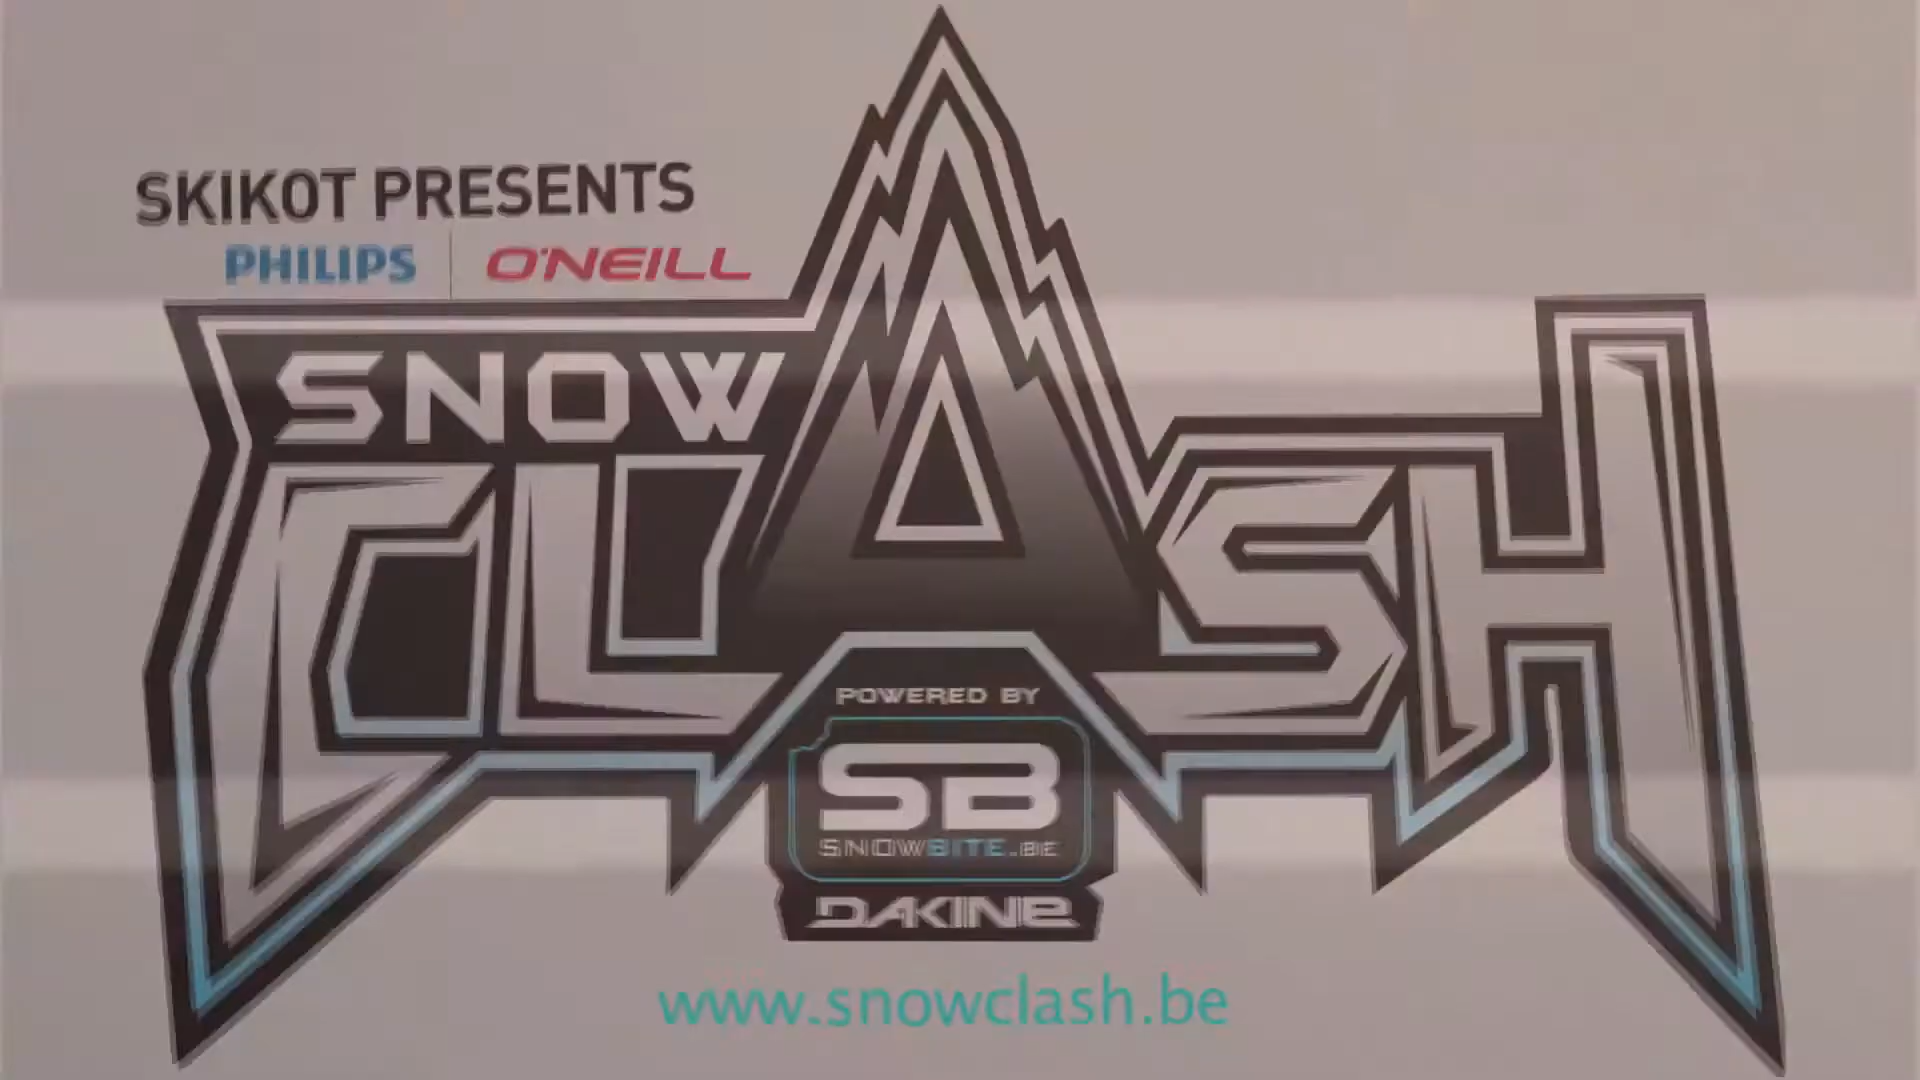 SKIKOT PRESENTS
PHILIPS O'NEILL
SNOW
CLASH
POWERED BY
SB
SNOWBITE.BE
DAKINE
www.snowclash.be